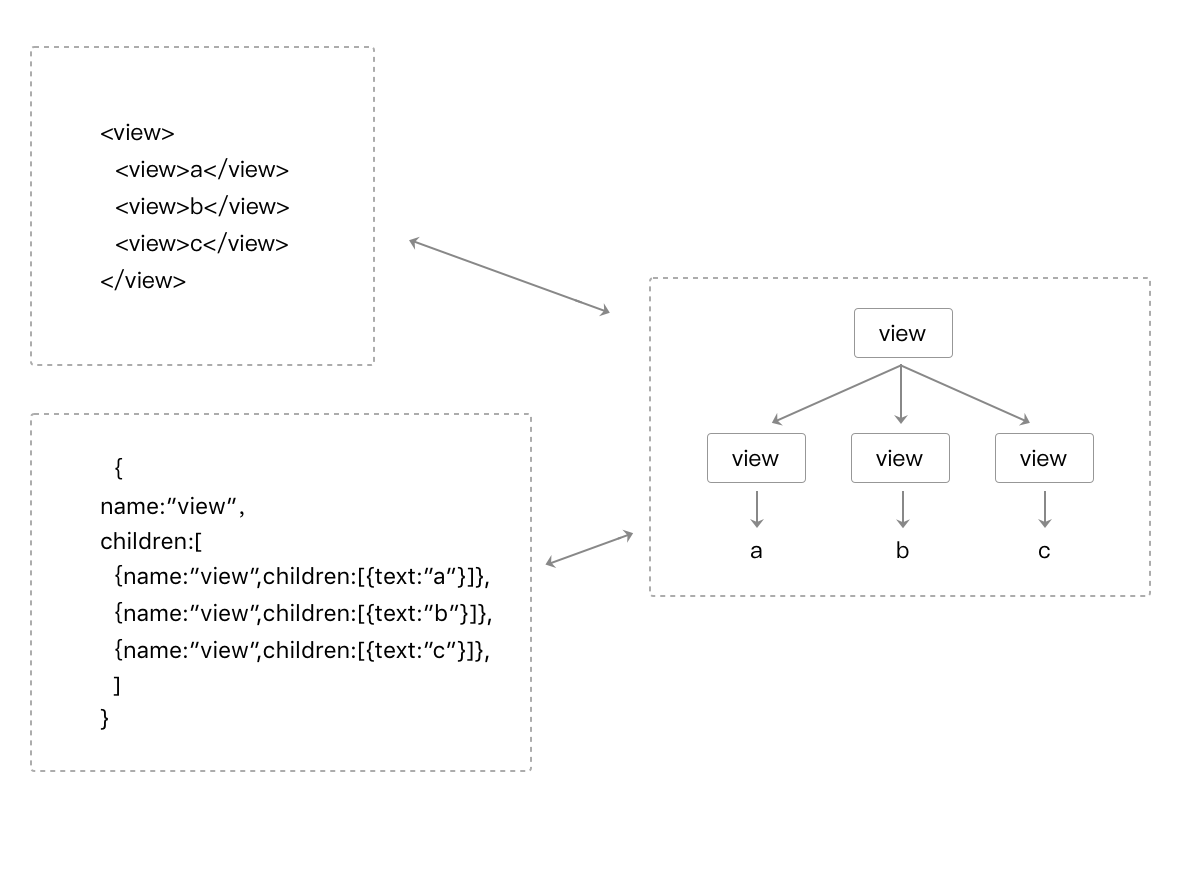 <view>
<view>a</view>
<view>b</view>
<view>c</view>
</view>
{
name:"view",
children:[
{name:"view",children:[{text:"a"}]},
{name:"view",children:[{text:"b"}]},
{name:"view",children:[{text:"c"}]},
]
}
view
view view view
a b c